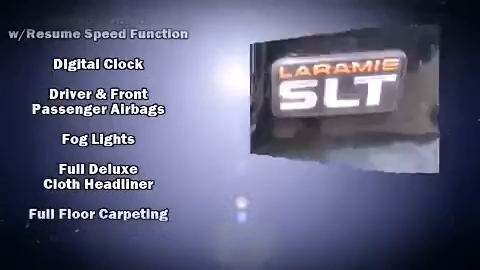 w/Resume Speed Function
Digital Clock
Driver & Front
Passenger Airbags
Fog Lights
Full Deluxe
Cloth Headliner
Full Floor Carpeting
LARAMIE
SLT